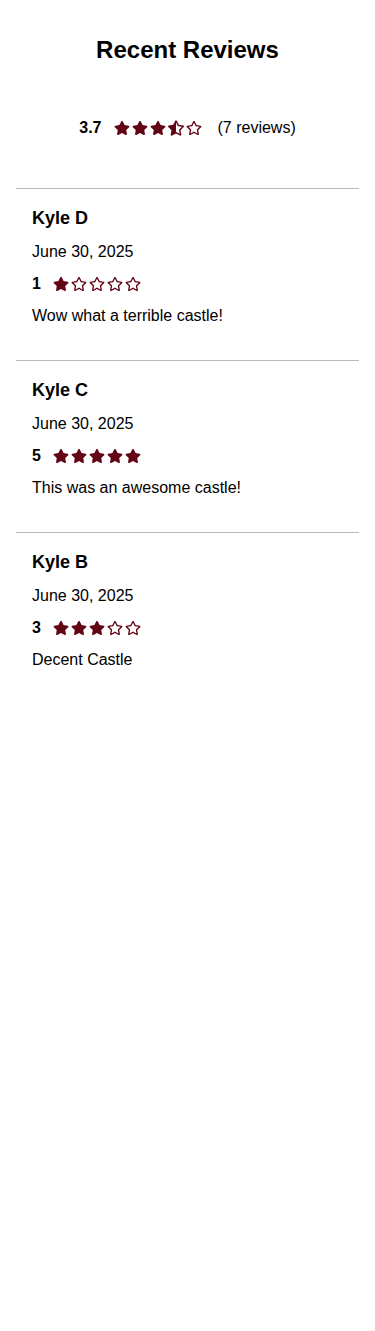 Recent Reviews
3.7 (7 reviews)
Kyle D
June 30, 2025
1
Wow what a terrible castle!
Kyle C
June 30, 2025
5
This was an awesome castle!
Kyle B
June 30, 2025
3
Decent Castle